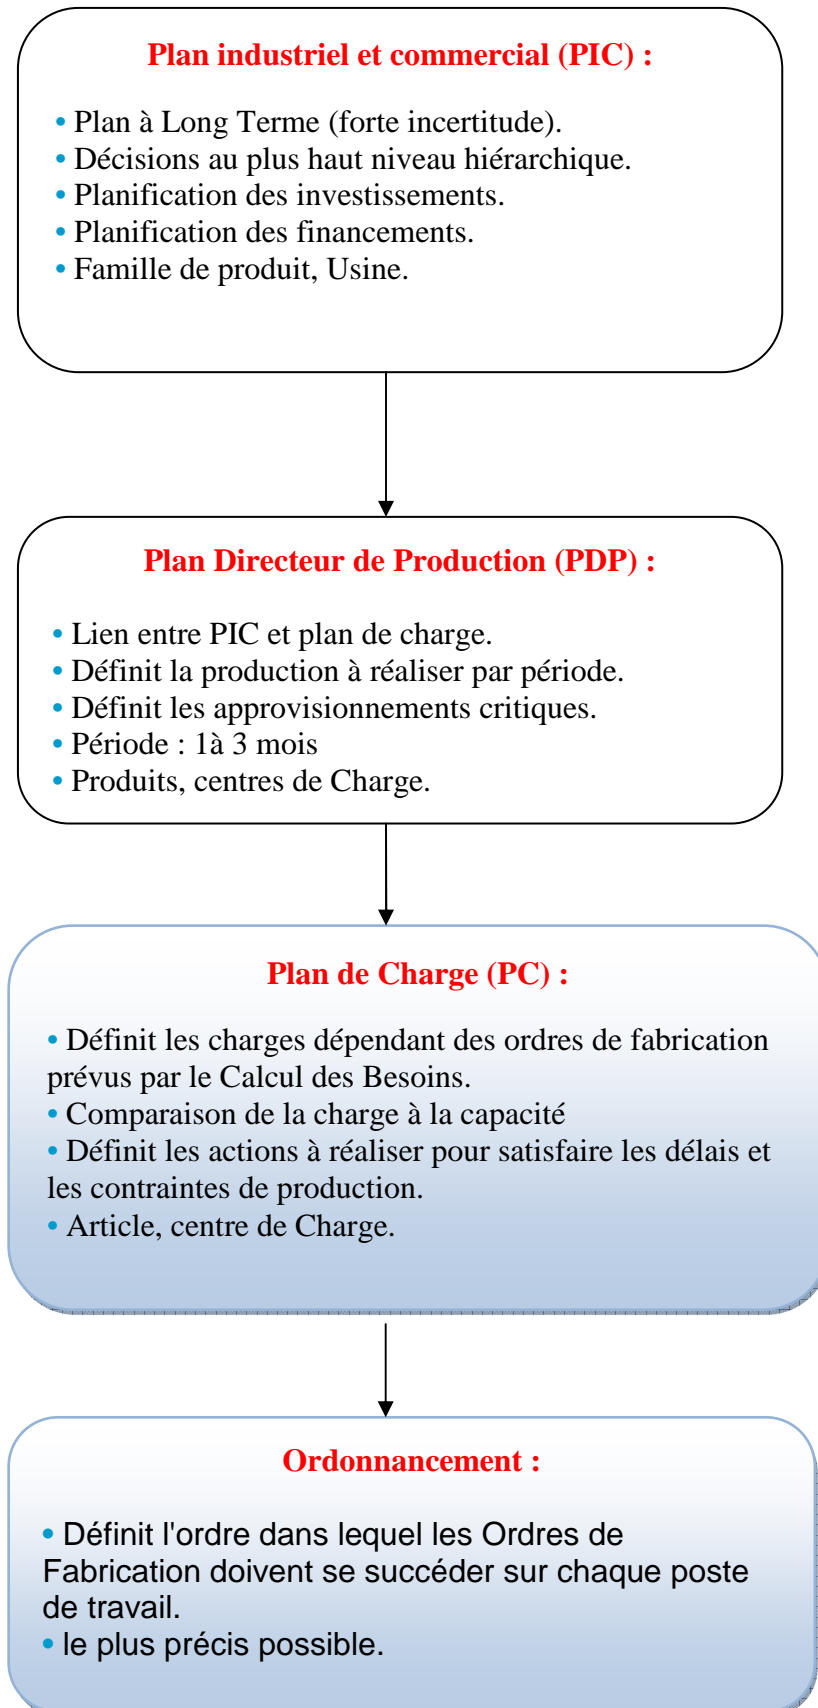 Plan industriel et commercial (PIC) :
• Plan à Long Terme (forte incertitude).
• Décisions au plus haut niveau hiérarchique.
• Planification des investissements.
• Planification des financements.
• Famille de produit, Usine.
Plan Directeur de Production (PDP) :
• Lien entre PIC et plan de charge.
• Définit la production à réaliser par période.
• Définit les approvisionnements critiques.
• Période : 1à 3 mois
• Produits, centres de Charge.
Plan de Charge (PC) :
• Définit les charges dépendant des ordres de fabrication
prévus par le Calcul des Besoins.
• Comparaison de la charge à la capacité
• Définit les actions à réaliser pour satisfaire les délais et
les contraintes de production.
• Article, centre de Charge.
Ordonnancement :
• Définit l'ordre dans lequel les Ordres de
Fabrication doivent se succéder sur chaque poste
de travail.
• le plus précis possible.